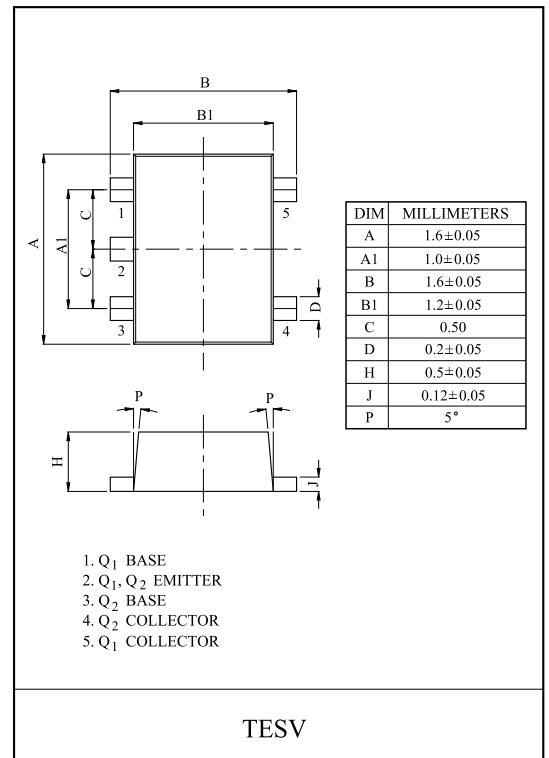 B
B1
1
5
A
A1
C
C
2
3
4
D
P
P
H
J
DIM MILLIMETERS
A 1.6±0.05
A1 1.0±0.05
B 1.6±0.05
B1 1.2±0.05
C 0.50
D 0.2±0.05
H 0.5±0.05
J 0.12±0.05
P 5°
1. Q1 BASE
2. Q1, Q2 EMITTER
3. Q2 BASE
4. Q2 COLLECTOR
5. Q1 COLLECTOR
TESV